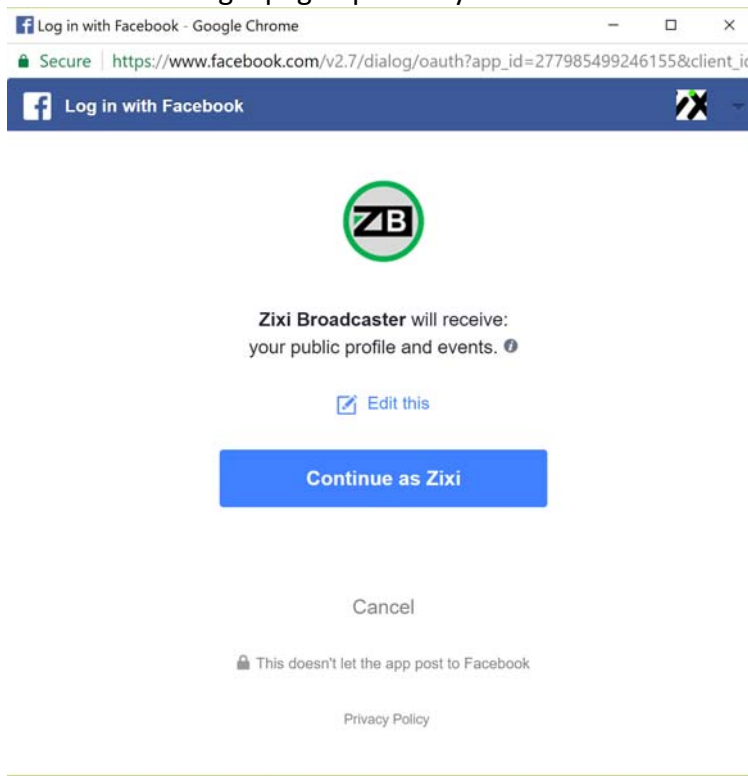 Log in with Facebook - Google Chrome
Secure | https://www.facebook.com/v2.7/dialog/oauth?app_id=277985499246155&client_ic
f Log in with Facebook
ZB
Zixi Broadcaster will receive:
your public profile and events.
Edit this
Continue as Zixi
Cancel
This doesn't let the app post to Facebook
Privacy Policy